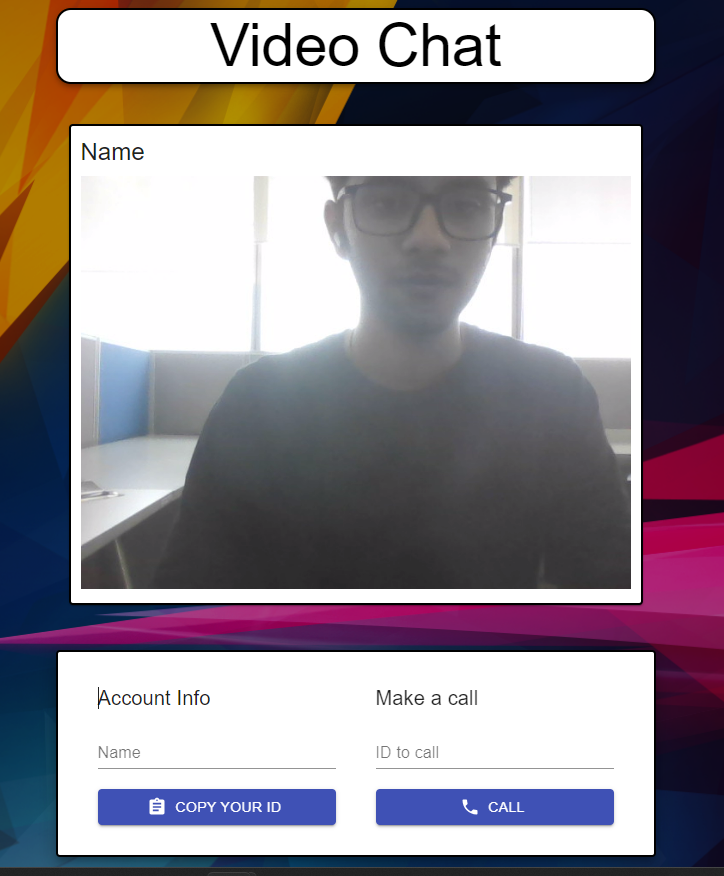 Video Chat
Name
Account Info
Make a call
Name
ID to call
COPY YOUR ID
CALL